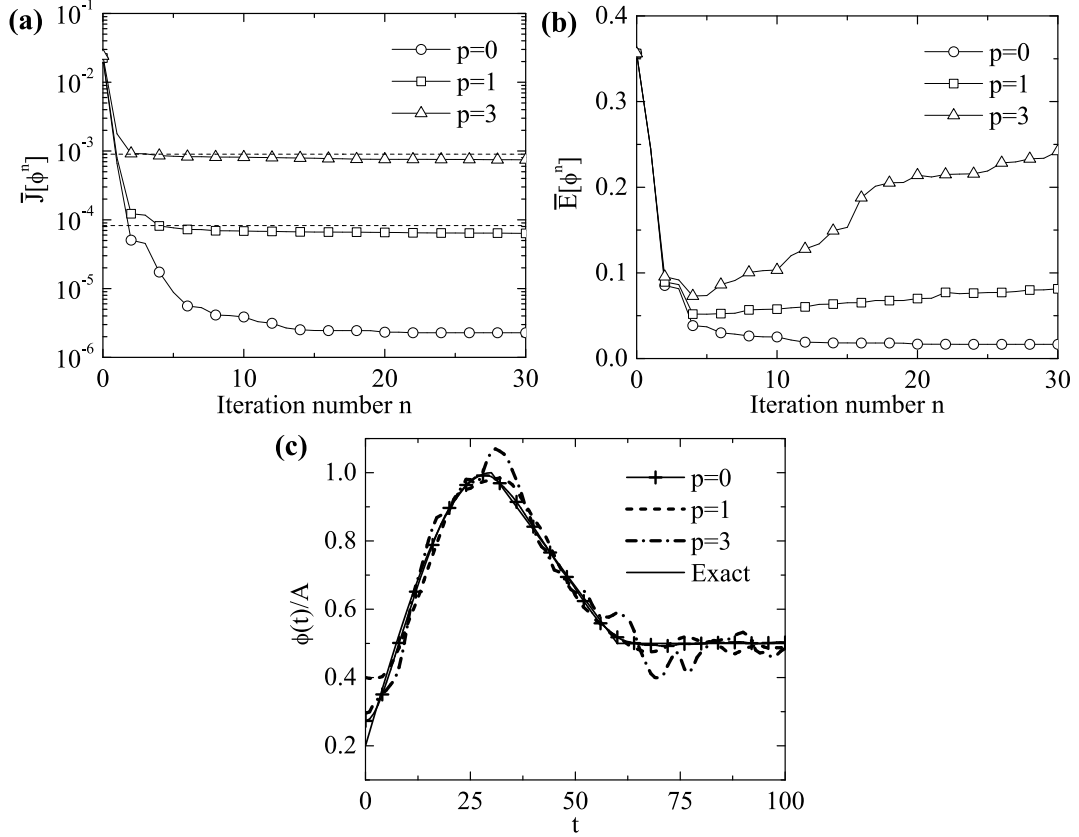 (a)
J̅[ϕⁿ]
10⁻¹
10⁻²
10⁻³
10⁻⁴
10⁻⁵
10⁻⁶
p=0
p=1
p=3
0 10 20 30
Iteration number n
(b)
E̅[ϕⁿ]
0.4
0.3
0.2
0.1
0.0
p=0
p=1
p=3
0 10 20 30
Iteration number n
(c)
ϕ(t)/A
1.0
0.8
0.6
0.4
0.2
p=0
p=1
p=3
Exact
0 25 50 75 100
t